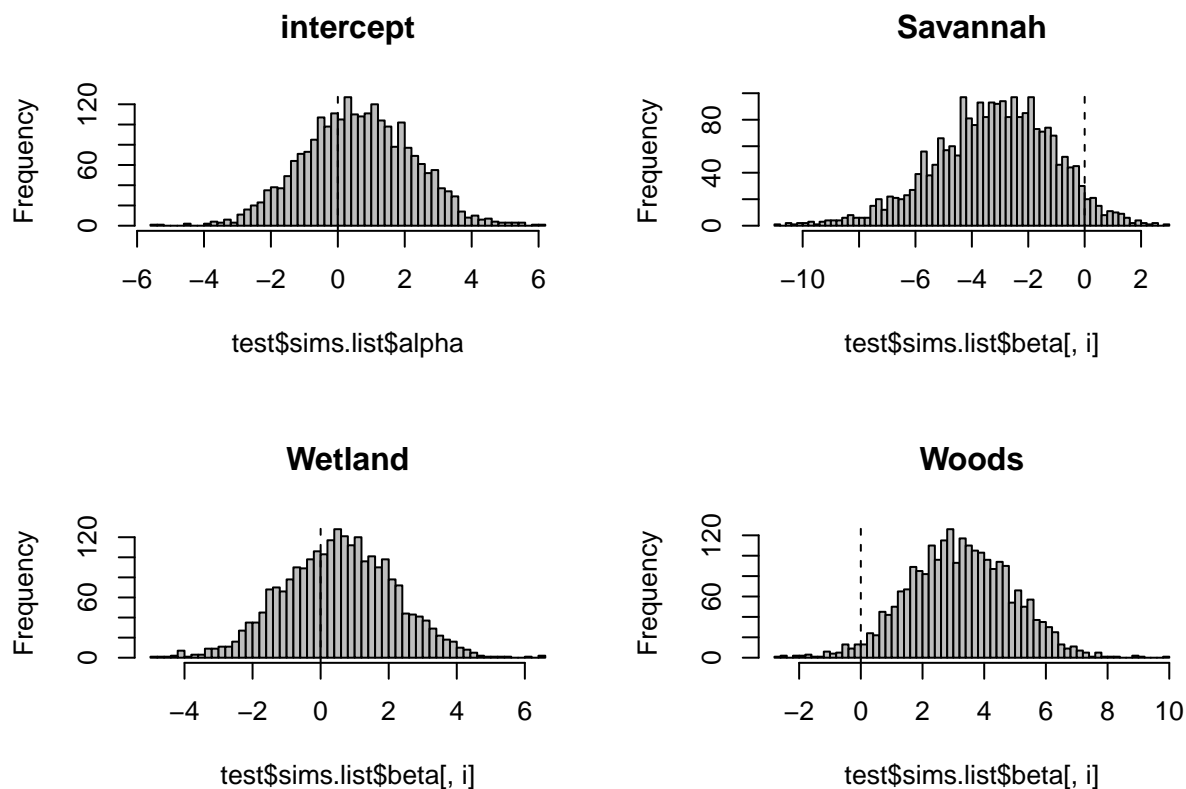 intercept
Frequency
0 60 120
−6 −4 −2 0 2 4 6
test$sims.list$alpha
Savannah
Frequency
0 40 80
−10 −6 −4 −2 0 2
test$sims.list$beta[, i]
Wetland
Frequency
0 60 120
−4 −2 0 2 4 6
test$sims.list$beta[, i]
Woods
Frequency
0 60 120
−2 0 2 4 6 8 10
test$sims.list$beta[, i]